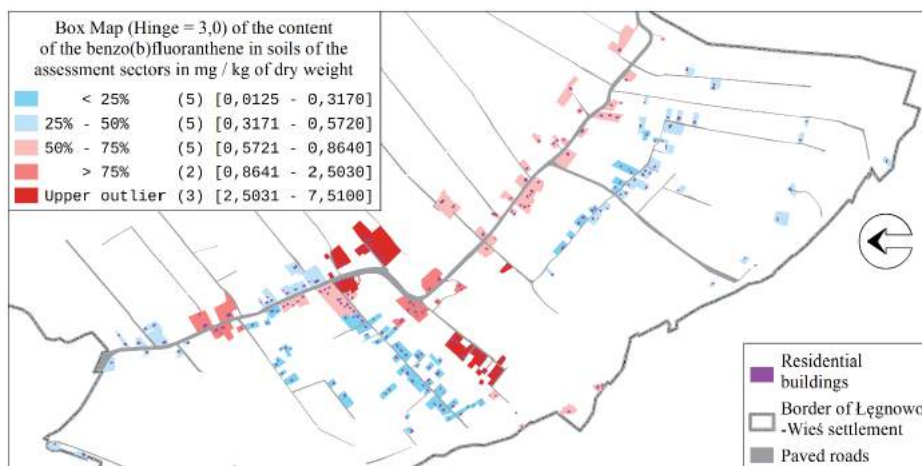 Box Map (Hinge = 3,0) of the content
of the benzo(b)fluoranthene in soils of the
assessment sectors in mg / kg of dry weight
< 25% (5) [0,0125 - 0,3170]
25% - 50% (5) [0,3171 - 0,5720]
50% - 75% (5) [0,5721 - 0,8640]
> 75% (2) [0,8641 - 2,5030]
Upper outlier (3) [2,5031 - 7,5100]
Residential
buildings
Border of Łęgnowo
-Wieś settlement
Paved roads